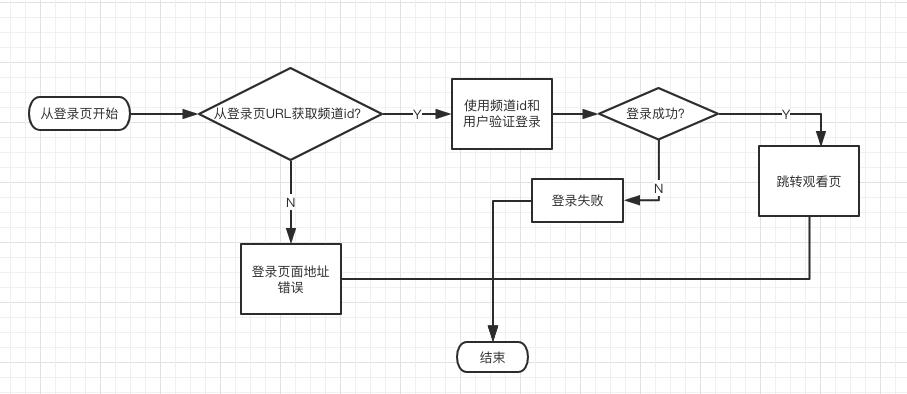 从登录页开始
从登录页URL获取频道id?
Y
使用频道id和
用户验证登录
登录成功?
Y
跳转观看页
N
登录失败
N
登录页面地址
错误
结束